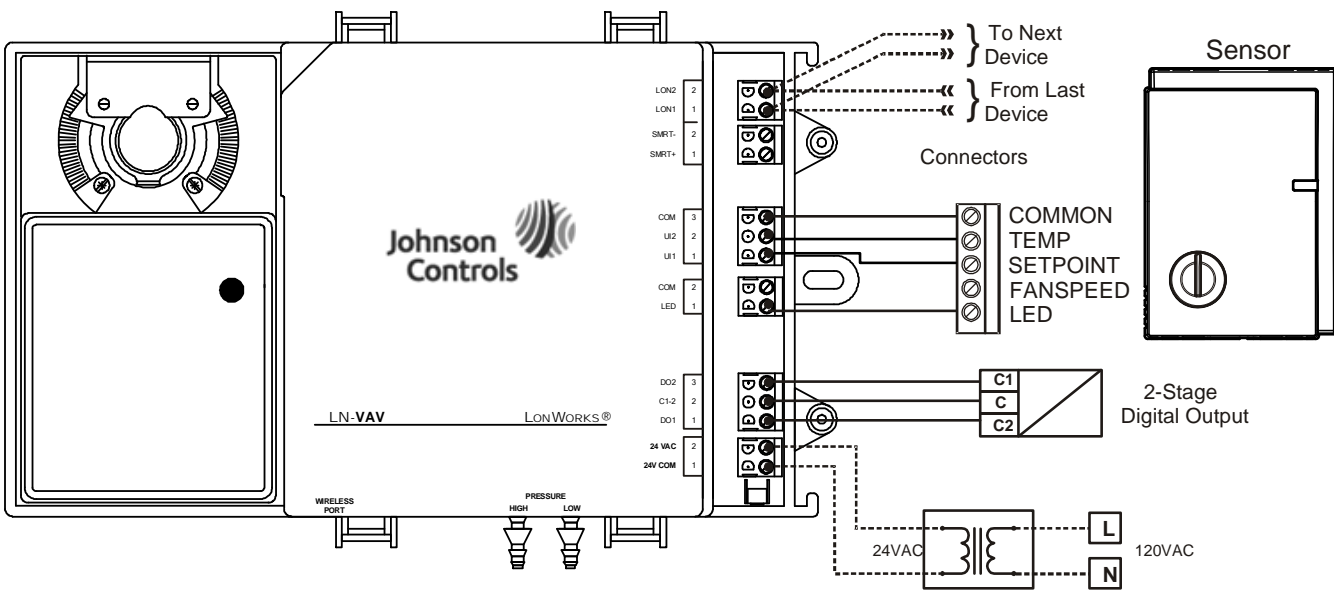 To Next
Device
From Last
Device
Sensor
Connectors
LON2 2
LON1 1
SMRT- 2
SMRT+ 1
COM 3
UI2 2
UI1 1
COM 2
LED 1
DO2 3
C1-2 2
DO1 1
24 VAC 2
24V COM 1
Johnson
Controls
COMMON
TEMP
SETPOINT
FANSPEED
LED
C1
C
C2
2-Stage
Digital Output
LN-VAV
LONWORKS®
WIRELESS
PORT
PRESSURE
HIGH LOW
24VAC
L
N
120VAC